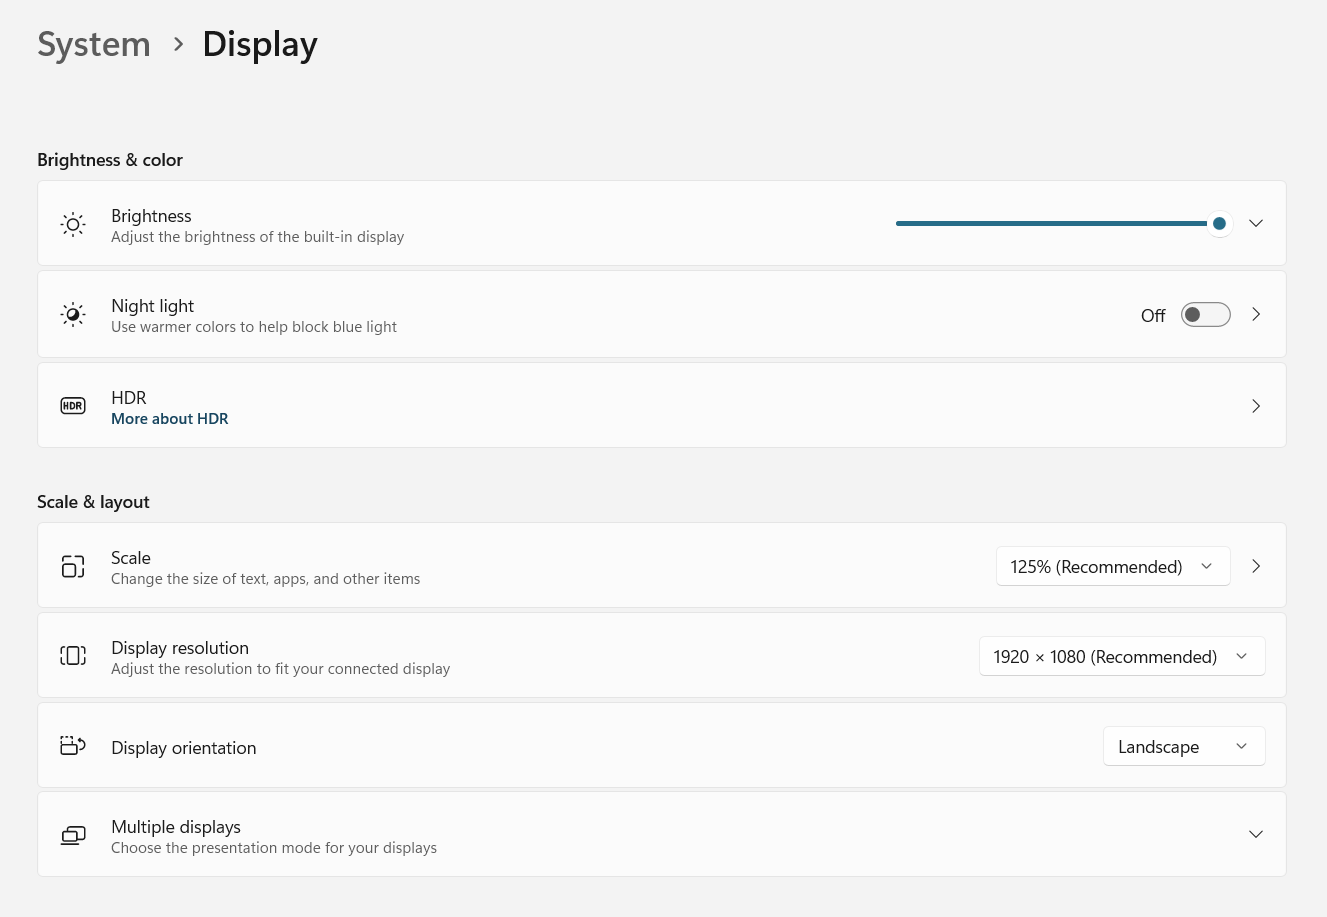 System > Display
Brightness & color
Brightness
Adjust the brightness of the built-in display
Night light
Use warmer colors to help block blue light
Off
HDR
HDR
More about HDR
Scale & layout
Scale
Change the size of text, apps, and other items
125% (Recommended)
Display resolution
Adjust the resolution to fit your connected display
1920 × 1080 (Recommended)
Display orientation
Landscape
Multiple displays
Choose the presentation mode for your displays